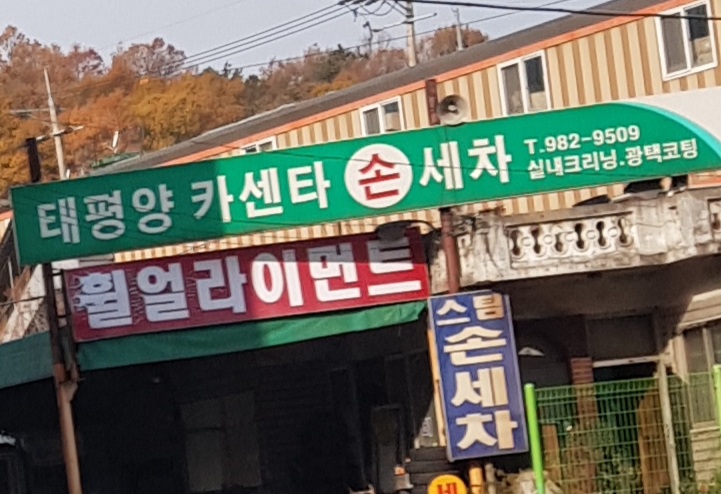 태평양 카센타 손세차
T.982-9509
실내크리닝.광택코팅
휠얼라이먼트
스팀
손세차